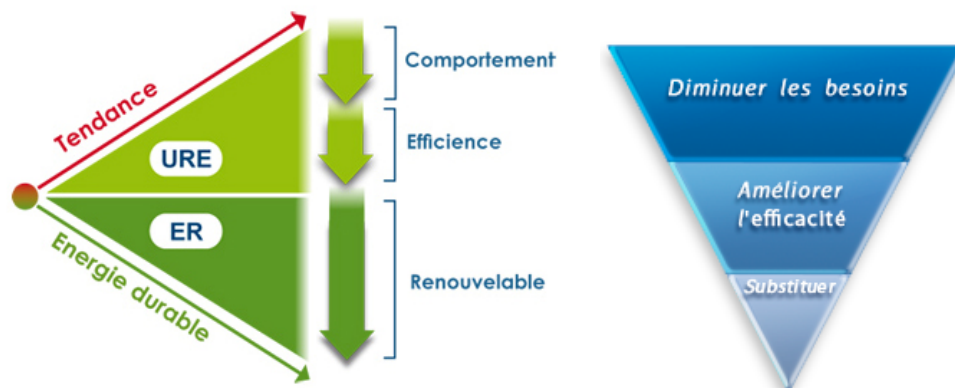 Tendance
URE
ER
Energie durable
Comportement
Efficience
Renouvelable
Diminuer les besoins
Améliorer
l'efficacité
Substituer